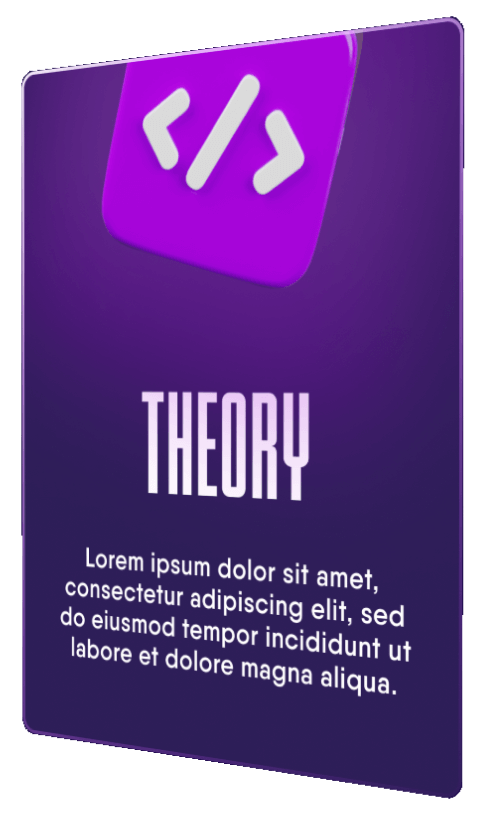 </>
THEORY
Lorem ipsum dolor sit amet,
consectetur adipiscing elit, sed
do eiusmod tempor incididunt ut
labore et dolore magna aliqua.